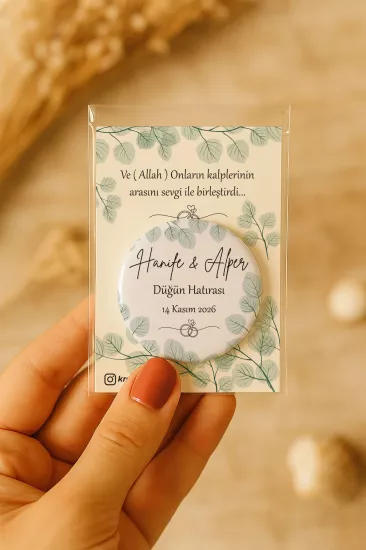 Ve ( Allah ) Onların kalplerinin
arasını sevgi ile birleştirdi...
Hanife & Alper
Düğün Hatırası
14 Kasım 2026